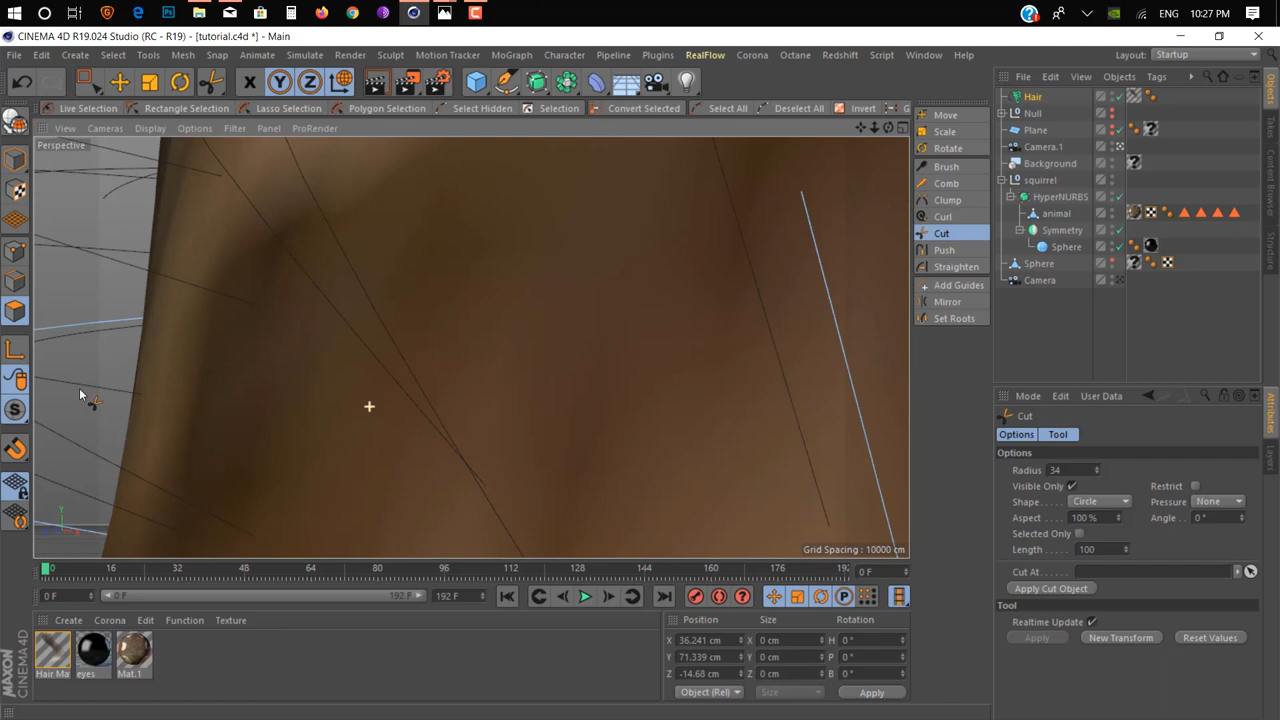 ENG 10:27 PM
CINEMA 4D R19.024 Studio (RC - R19) - [tutorial.c4d *] - Main
File Edit Create Select Tools Mesh Snap Animate Simulate Render Sculpt Motion Tracker MoGraph Character Pipeline Plugins RealFlow Corona Octane Redshift Script Window Help Layout: Startup
X Y Z
File Edit View Objects Tags
Live Selection Rectangle Selection Lasso Selection Polygon Selection Select Hidden Selection Convert Selected Select All Deselect All Invert G
View Cameras Display Options Filter Panel ProRender
Perspective
Move
Scale
Rotate
Brush
Comb
Clump
Curl
Cut
Push
Straighten
Add Guides
Mirror
Set Roots
Hair
Null
Plane
Camera.1
Background
squirrel
HyperNURBS
animal
Symmetry
Sphere
Sphere
Camera
Objects
Takes
Content Browser
Structure
Mode Edit User Data
Cut
Options Tool
Options
Radius 34
Visible Only Restrict
Shape Circle Pressure None
Aspect 100 % Angle 0 °
Selected Only
Length 100
Cut At
Apply Cut Object
Tool
Realtime Update
Apply New Transform Reset Values
Attributes
Layers
Y
Grid Spacing : 10000 cm
0 16 32 48 64 80 96 112 128 144 160 176 192 0 F
0 F 0 F 192 F 192 F
Create Corona Edit Function Texture
Hair Ma eyes Mat.1
Position Size Rotation
X 36.241 cm X 0 cm H 0 °
Y 71.339 cm Y 0 cm P 0 °
Z -14.68 cm Z 0 cm B 0 °
Object (Rel) Size Apply
MAXON
CINEMA 4D